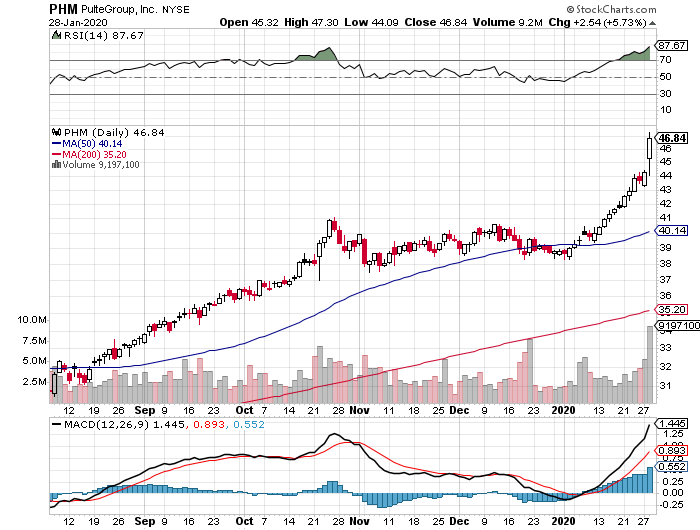 PHM PulteGroup, Inc. NYSE © StockCharts.com
28-Jan-2020 Open 45.32 High 47.30 Low 44.09 Close 46.84 Volume 9.2M Chg +2.54 (+5.73%)
RSI(14) 87.67
87.67
70
50
30
10
PHM (Daily) 46.84
MA(50) 40.14
MA(200) 35.20
Volume 9,197,100
46.84
46
45
44
43
42
41
40.14
39
38
37
36
35.20
9197100
33
32
31
10.0M
7.5M
5.0M
2.5M
12 19 26 Sep 9 16 23 Oct 7 14 21 28 Nov 11 18 25 Dec 9 16 23 2020 13 21 27
MACD(12,26,9) 1.445, 0.893, 0.552
1.445
1.25
0.893
0.552
0.25
0.00
-0.25
12 19 26 Sep 9 16 23 Oct 7 14 21 28 Nov 11 18 25 Dec 9 16 23 2020 13 21 27